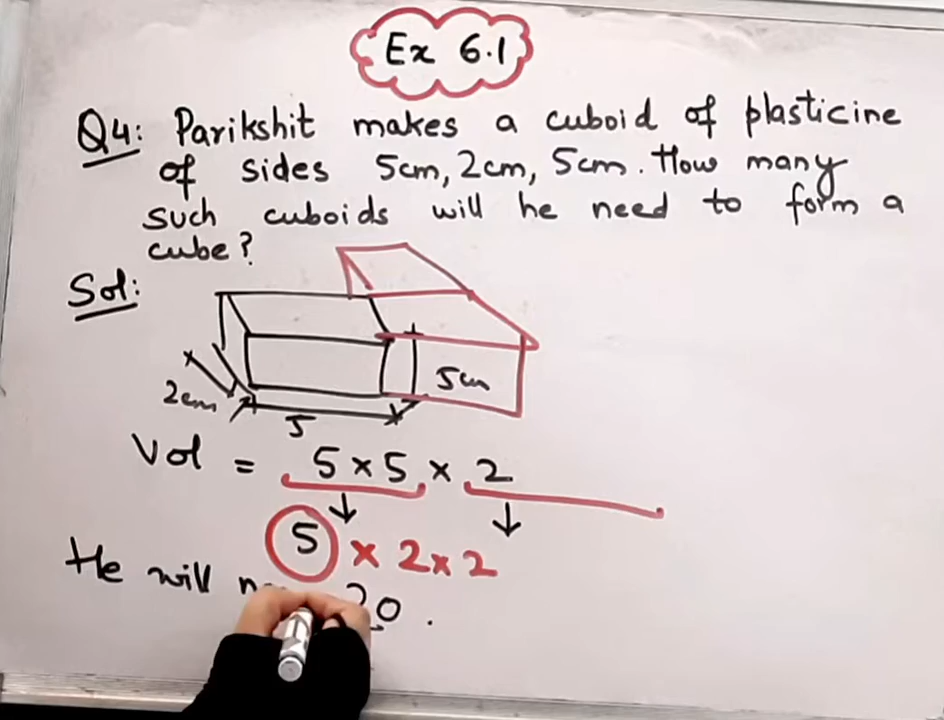 Ex 6.1
Q4: Parikshit makes a cuboid of plasticine
of sides 5cm, 2cm, 5cm. How many
such cuboids will he need to form a
cube?
Sol:
5cm
2cm
5
Vol = 5 × 5 × 2
5 × 2 × 2
He will 20.